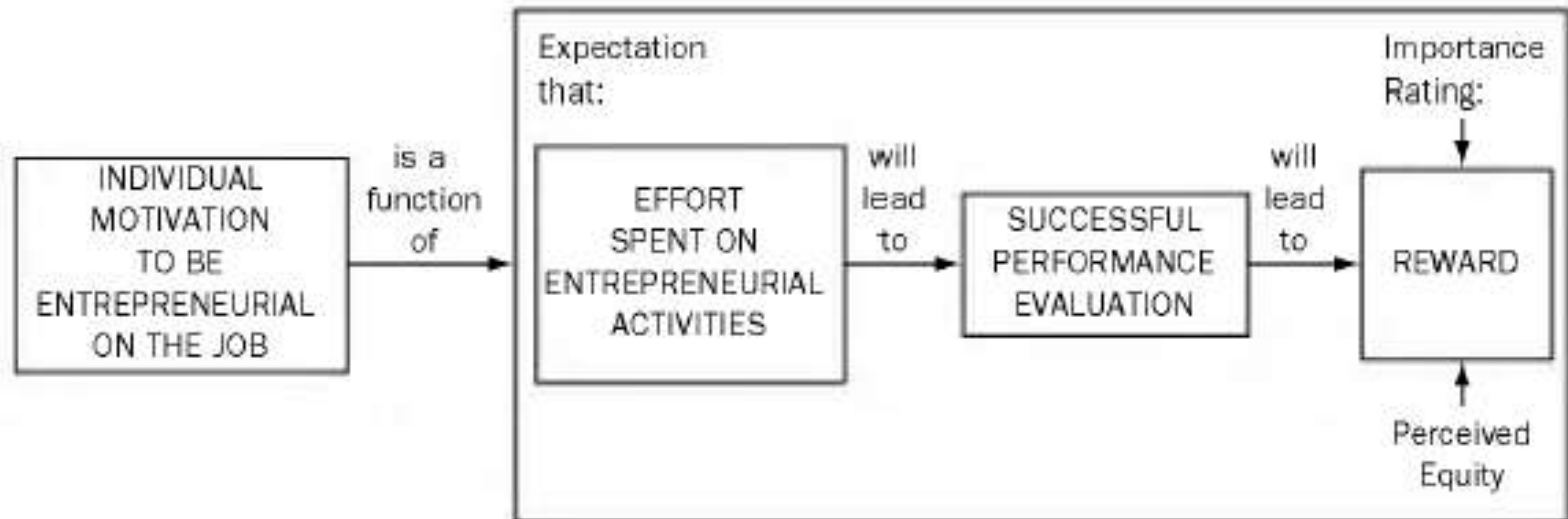 Expectation
that:
Importance
Rating:
INDIVIDUAL
MOTIVATION
TO BE
ENTREPRENEURIAL
ON THE JOB
is a
function
of
EFFORT
SPENT ON
ENTREPRENEURIAL
ACTIVITIES
will
lead
to
SUCCESSFUL
PERFORMANCE
EVALUATION
will
lead
to
REWARD
Perceived
Equity